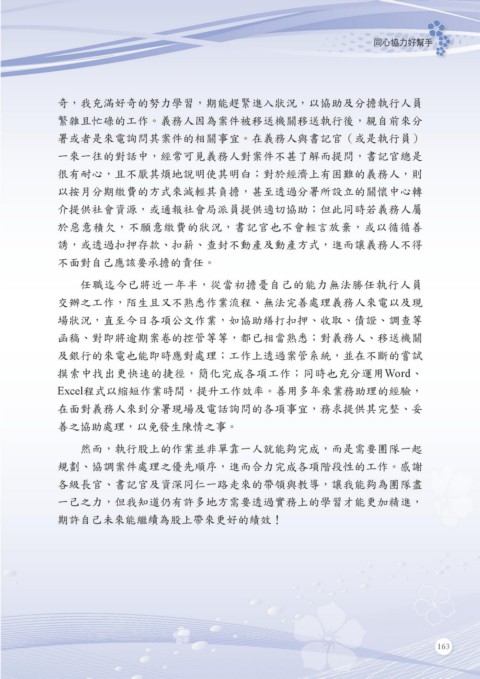 同心協力好幫手
奇，我充滿好奇的努力學習，期能趕緊進入狀況，以協助及分擔執行人員
繁雜且忙碌的工作。義務人因為案件被移送機關移送執行後，親自前來分
署或者是來電詢問其案件的相關事宜。在義務人與書記官（或是執行員）
一來一往的對話中，經常可見義務人對案件不甚了解而提問，書記官總是
很有耐心，且不厭其煩地說明使其明白；對於經濟上有困難的義務人，則
以按月分期繳費的方式來減輕其負擔，甚至透過分署所設立的關懷中心轉
介提供社會資源，或通報社會局派員提供適切協助；但此同時若義務人屬
於惡意積欠，不願意繳費的狀況，書記官也不會輕言放棄，或以循循善
誘，或透過扣押存款、扣薪、查封不動產及動產方式，進而讓義務人不得
不面對自己應該要承擔的責任。
任職迄今已將近一年半，從當初擔憂自己的能力無法勝任執行人員
交辦之工作，陌生且又不熟悉作業流程、無法完善處理義務人來電以及現
場狀況，直至今日各項公文作業，如協助繕打扣押、收取、債證、調查等
函稿、對即將逾期案卷的控管等等，都已相當熟悉；對義務人、移送機關
及銀行的來電也能即時應對處理；工作上透過案管系統，並在不斷的嘗試
摸索中找出更快速的捷徑，簡化完成各項工作；同時也充分運用Word、
Excel程式以縮短作業時間，提升工作效率。善用多年來業務助理的經驗，
在面對義務人來到分署現場及電話詢問的各項事宜，務求提供其完整、妥
善之協助處理，以免發生陳情之事。
然而，執行股上的作業並非單靠一人就能夠完成，而是需要團隊一起
規劃、協調案件處理之優先順序，進而合力完成各項階段性的工作。感謝
各級長官、書記官及資深同仁一路走來的帶領與教導，讓我能夠為團隊盡
一己之力，但我知道仍有許多地方需要透過實務上的學習才能更加精進，
期許自己未來能繼續為股上帶來更好的績效！
163